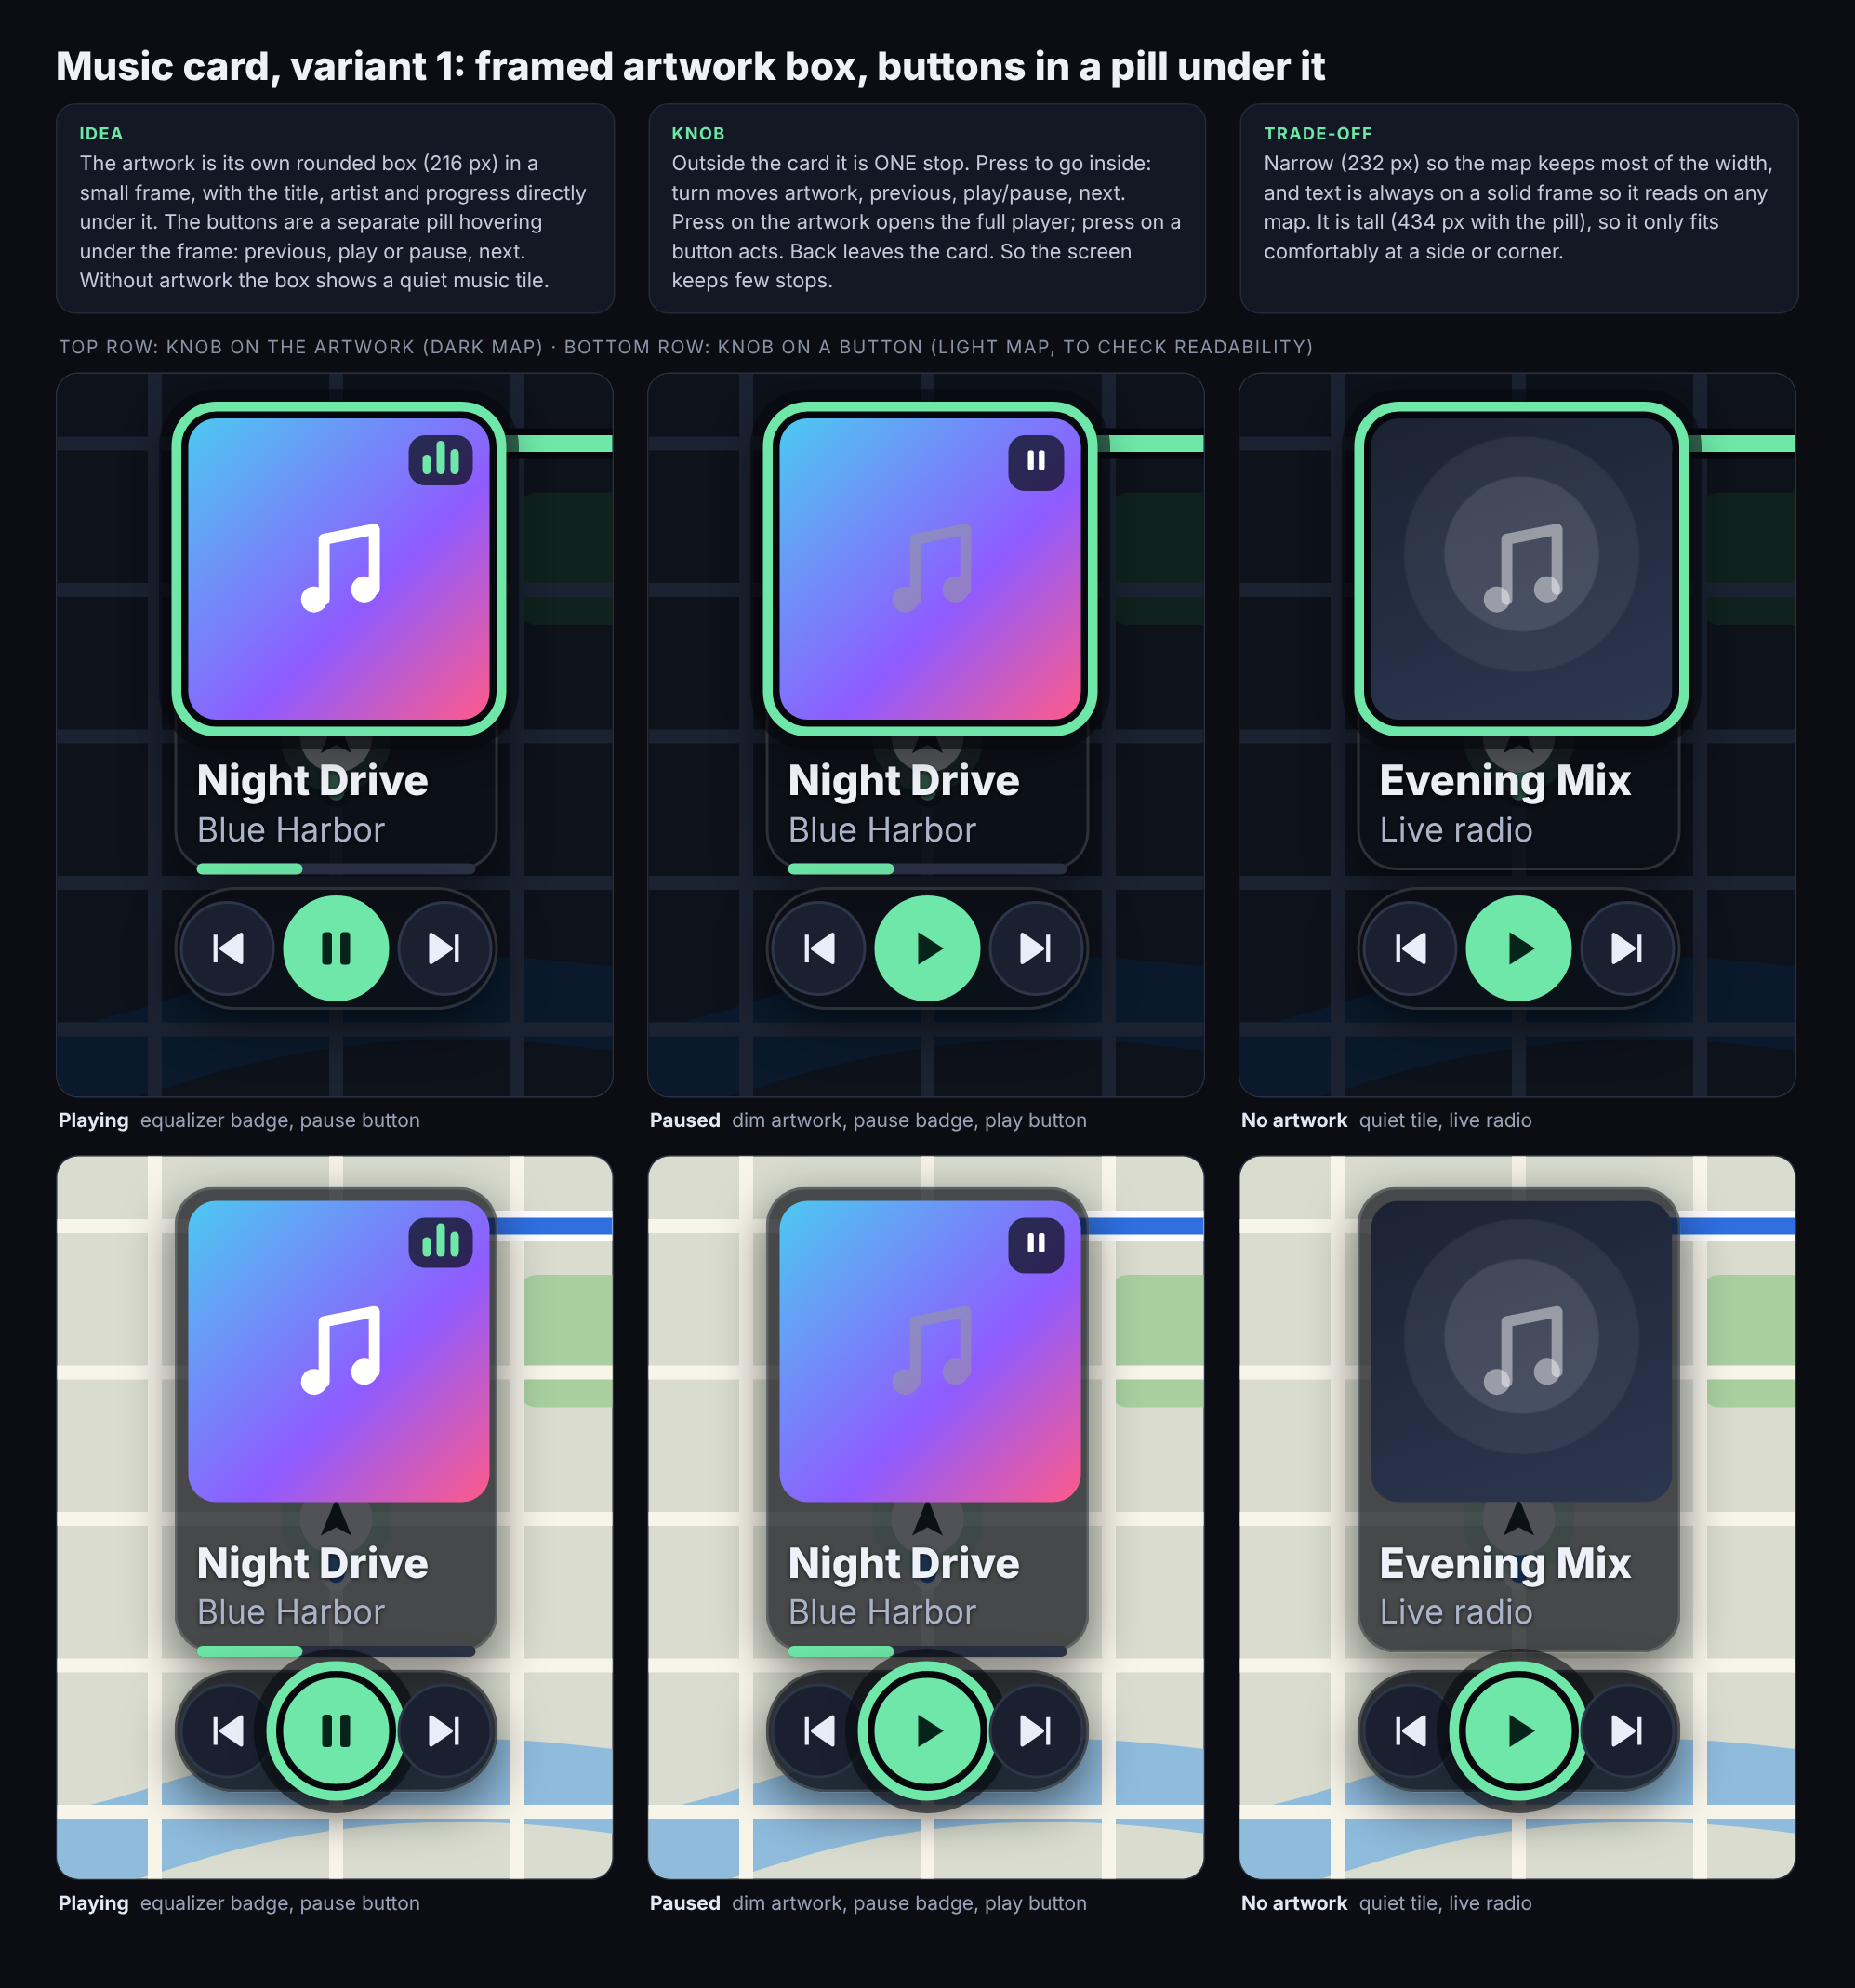 Music card, variant 1: framed artwork box, buttons in a pill under it
IDEA
The artwork is its own rounded box (216 px) in a
small frame, with the title, artist and progress directly
under it. The buttons are a separate pill hovering
under the frame: previous, play or pause, next.
Without artwork the box shows a quiet music tile.
KNOB
Outside the card it is ONE stop. Press to go inside:
turn moves artwork, previous, play/pause, next.
Press on the artwork opens the full player; press on a
button acts. Back leaves the card. So the screen
keeps few stops.
TRADE-OFF
Narrow (232 px) so the map keeps most of the width,
and text is always on a solid frame so it reads on any
map. It is tall (434 px with the pill), so it only fits
comfortably at a side or corner.
TOP ROW: KNOB ON THE ARTWORK (DARK MAP) · BOTTOM ROW: KNOB ON A BUTTON (LIGHT MAP, TO CHECK READABILITY)
Night Drive
Blue Harbor
Night Drive
Blue Harbor
Evening Mix
Live radio
Playing equalizer badge, pause button
Paused dim artwork, pause badge, play button
No artwork quiet tile, live radio
Night Drive
Blue Harbor
Night Drive
Blue Harbor
Evening Mix
Live radio
Playing equalizer badge, pause button
Paused dim artwork, pause badge, play button
No artwork quiet tile, live radio